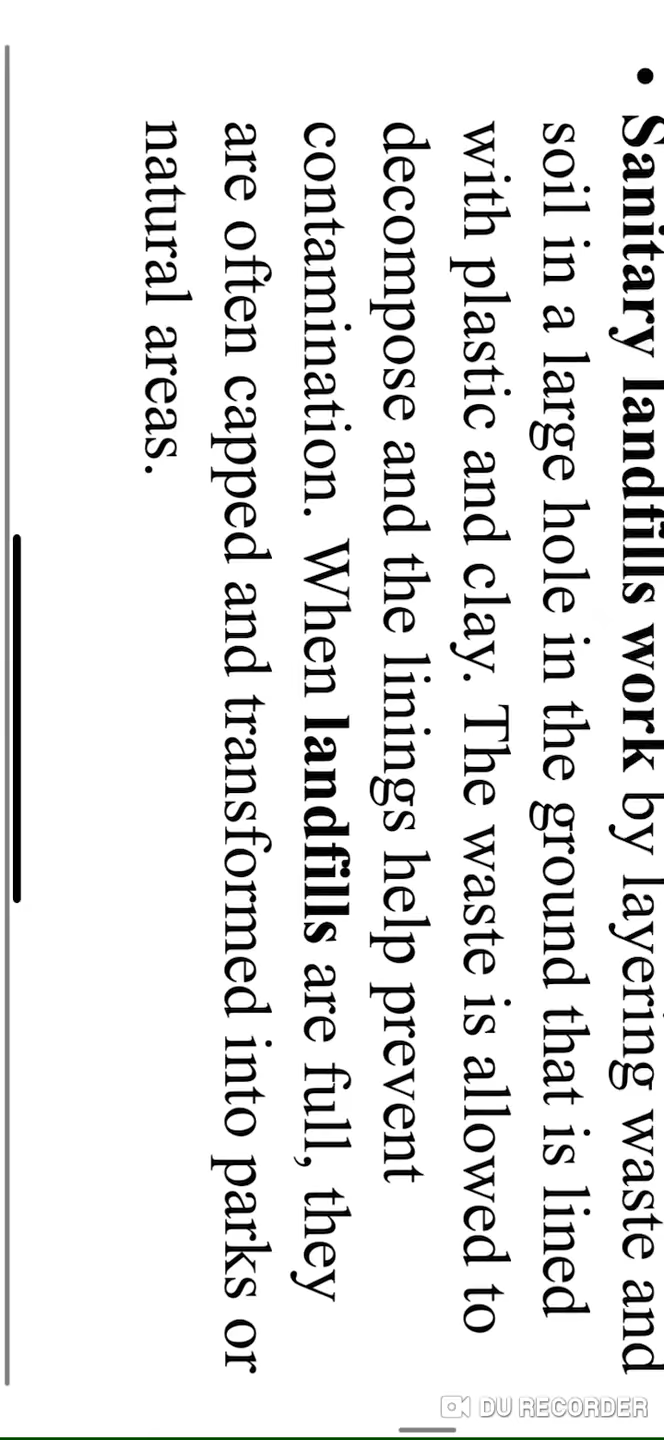 • Sanitary landfills work by layering waste and
soil in a large hole in the ground that is lined
with plastic and clay. The waste is allowed to
decompose and the linings help prevent
contamination. When landfills are full, they
are often capped and transformed into parks or
natural areas.
DU RECORDER